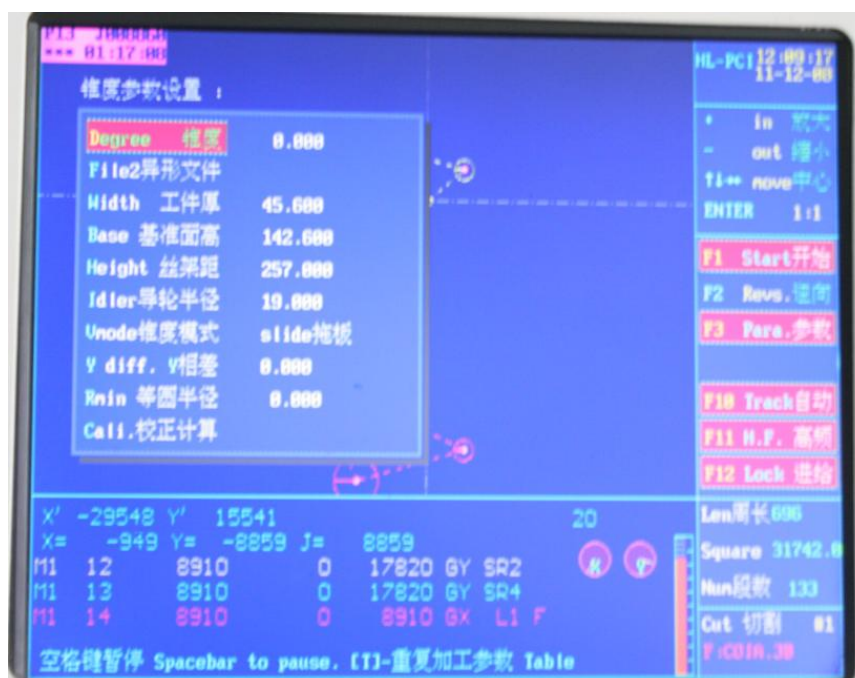 *** 01:17:08
HL-PCI 12:09:17
11-12-08
锥度参数设置 :
Degree 锥度 0.000
File2异形文件
Width 工件厚 45.600
Base 基准面高 142.600
Height 丝架距 257.000
Idler导轮半径 19.000
Vmode锥度模式 slide拖板
Y diff. Y相差 0.000
Rmin 等圆半径 0.000
Cali.校正计算
+ in 放大
- out 缩小
↑↓←→ move中心
ENTER 1:1
F1 Start开始
F2 Revs.逆向
F3 Para.参数
F10 Track自动
F11 H.F. 高频
F12 Lock 进给
X' -29548 Y' 15541 20
X= -949 Y= -8859 J= 8859
M1 12 8910 0 17820 GY SR2
M1 13 8910 0 17820 GY SR4
M1 14 8910 0 8910 GX L1 F
X Y
空格键暂停 Spacebar to pause. [T]-重复加工参数 Table
Len周长696
Square 31742.0
Num段数 133
Cut 切割 01
F:COIA.3B